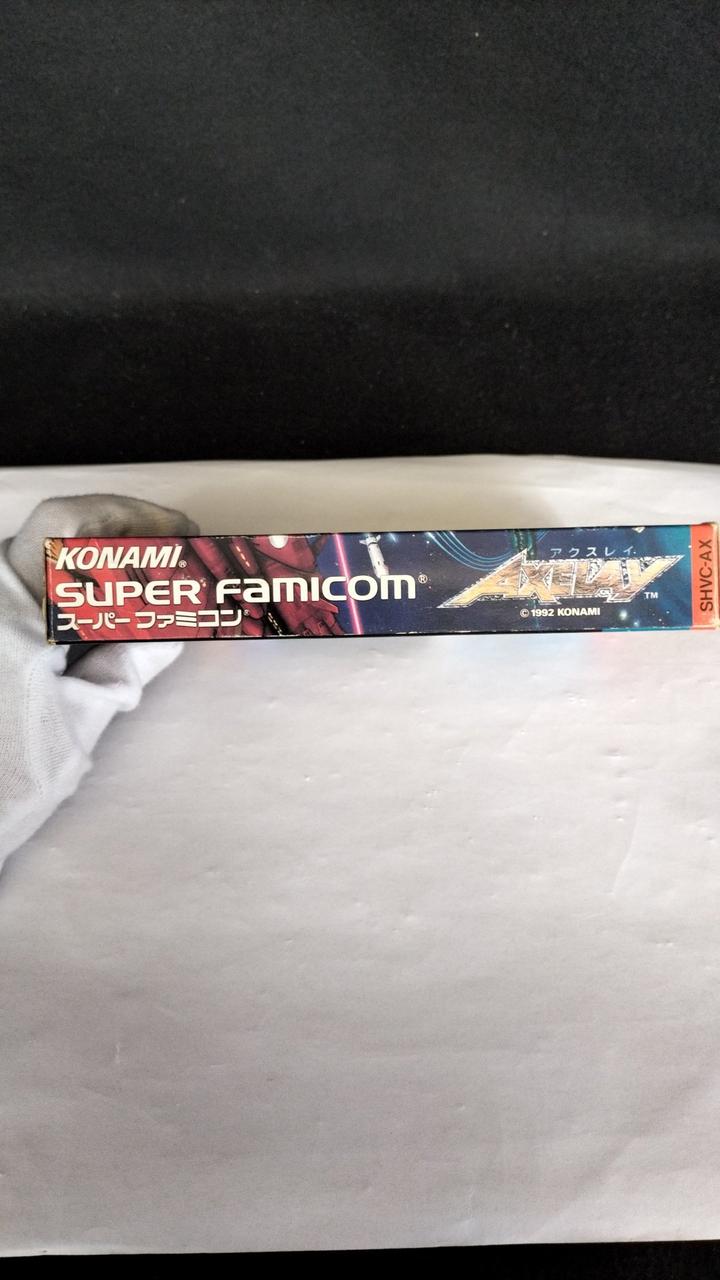 KONAMI®
SUPER FAMICOM®
スーパーファミコン®
アクスレイ
AXELAY™
© 1992 KONAMI
SHVC-AX